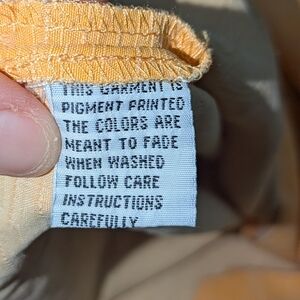 THIS GARMENT IS
PIGMENT PRINTED
THE COLORS ARE
MEANT TO FADE
WHEN WASHED
FOLLOW CARE
INSTRUCTIONS
CAREFULLY